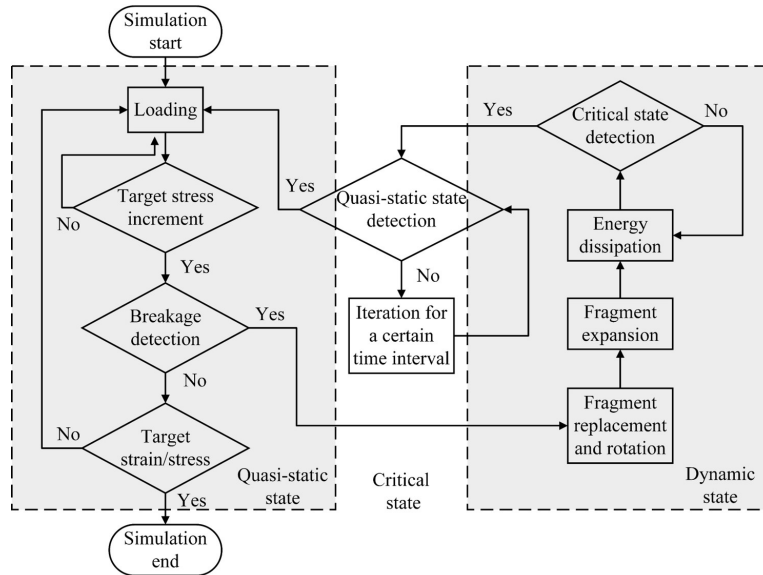 Simulation
start
Loading
Target stress
increment
No
Yes
Breakage
detection
Yes
No
Target
strain/stress
No
Yes
Simulation
end
Quasi-static
state
Yes
Quasi-static state
detection
No
Iteration for
a certain
time interval
Critical
state
Yes
Critical state
detection
No
Energy
dissipation
Fragment
expansion
Fragment
replacement
and rotation
Dynamic
state